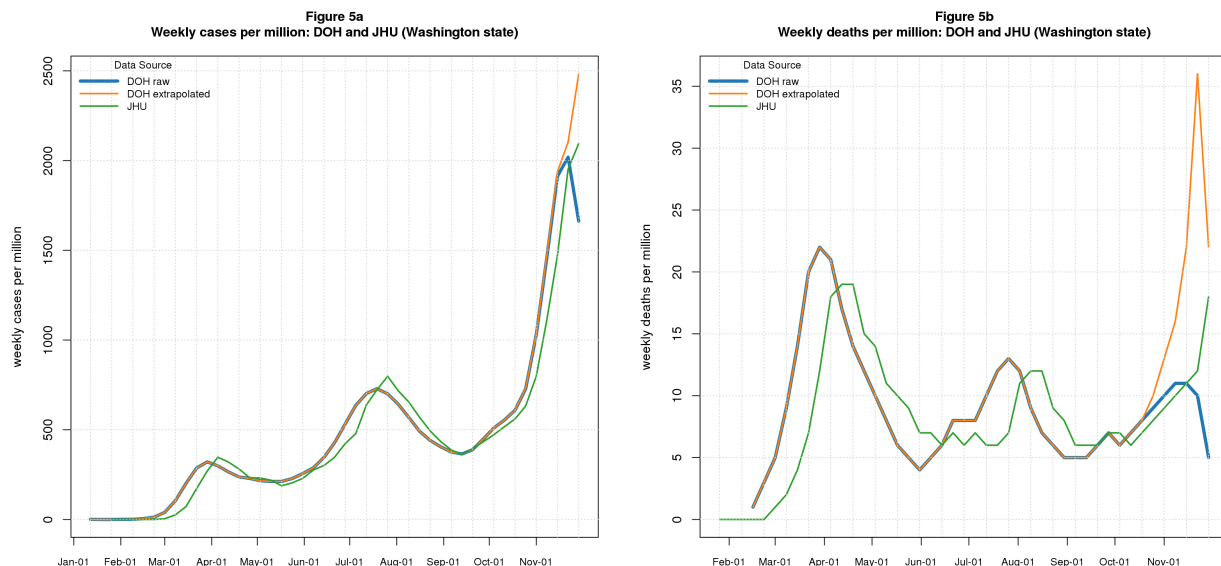 Figure 5a
Weekly cases per million: DOH and JHU (Washington state)
Data Source
DOH raw
DOH extrapolated
JHU
weekly cases per million
2500
2000
1500
1000
500
0
Jan-01 Feb-01 Mar-01 Apr-01 May-01 Jun-01 Jul-01 Aug-01 Sep-01 Oct-01 Nov-01
Figure 5b
Weekly deaths per million: DOH and JHU (Washington state)
Data Source
DOH raw
DOH extrapolated
JHU
weekly deaths per million
35
30
25
20
15
10
5
0
Feb-01 Mar-01 Apr-01 May-01 Jun-01 Jul-01 Aug-01 Sep-01 Oct-01 Nov-01